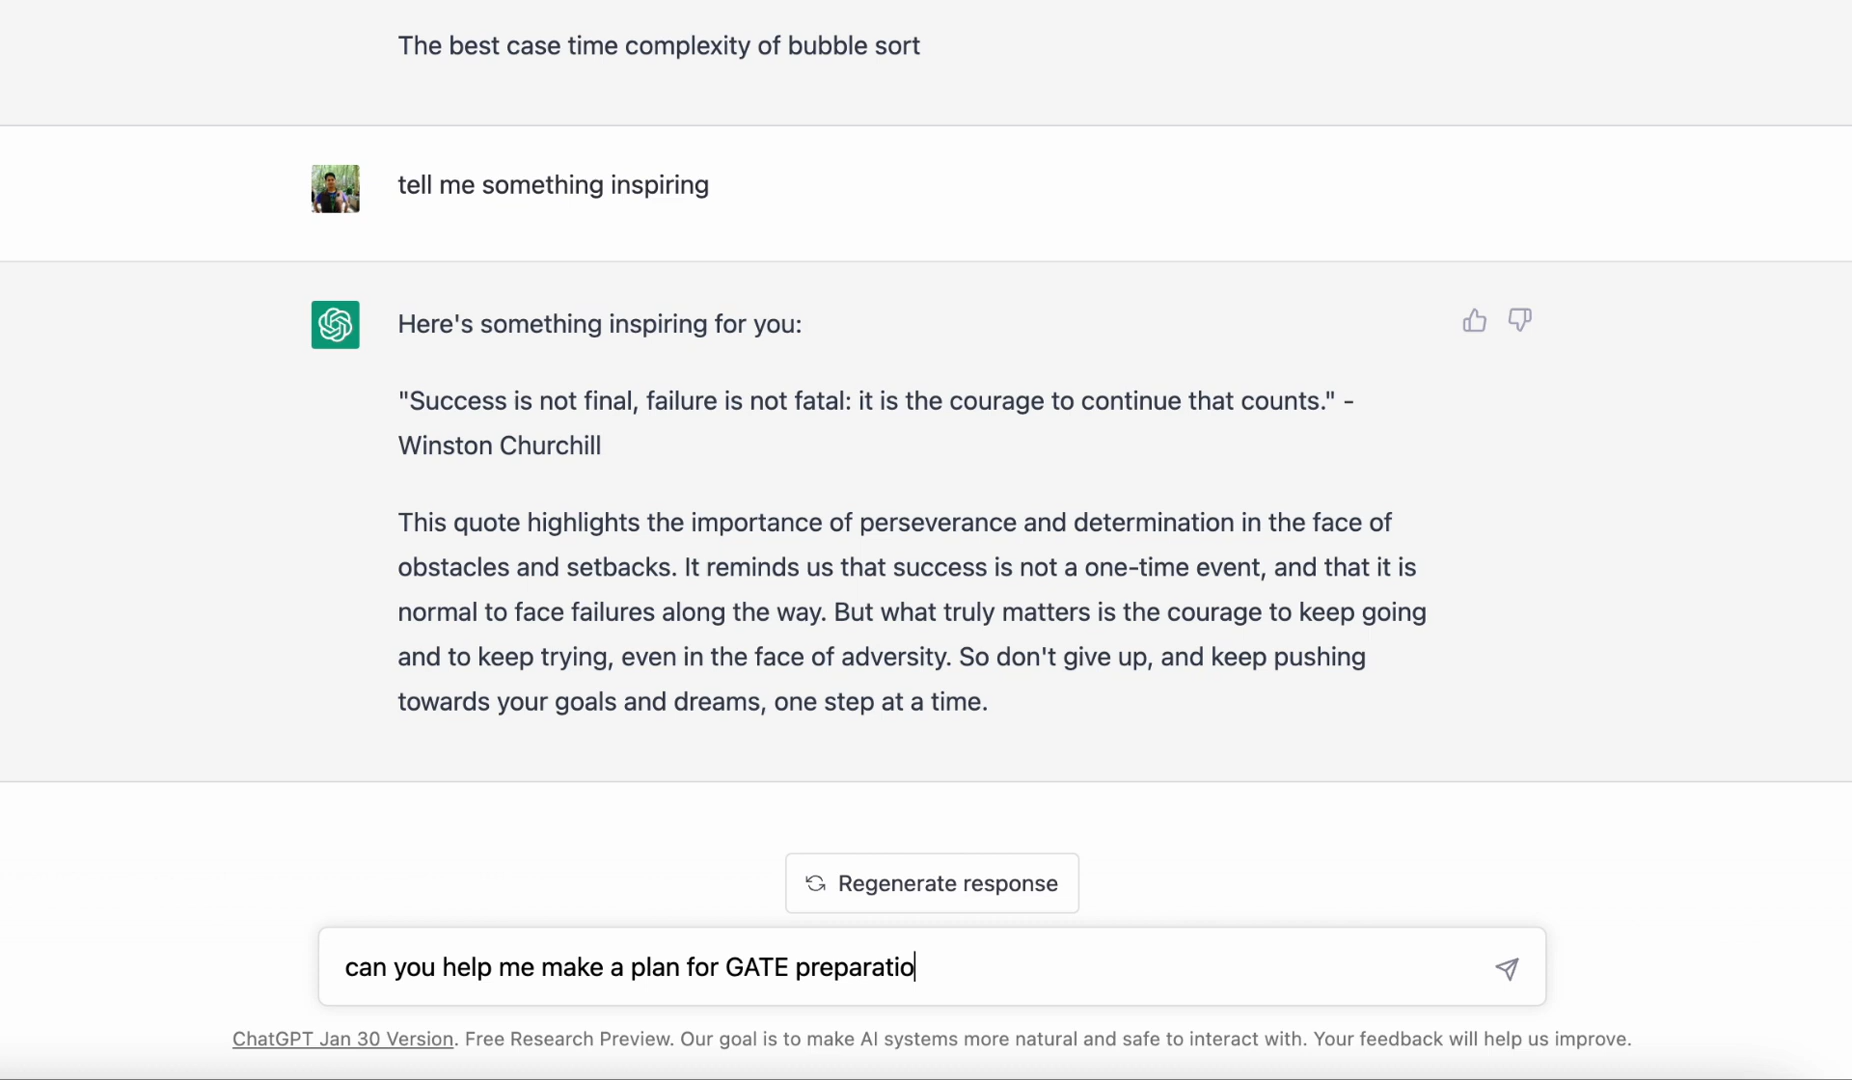 The best case time complexity of bubble sort
tell me something inspiring
Here's something inspiring for you:
"Success is not final, failure is not fatal: it is the courage to continue that counts." -
Winston Churchill
This quote highlights the importance of perseverance and determination in the face of
obstacles and setbacks. It reminds us that success is not a one-time event, and that it is
normal to face failures along the way. But what truly matters is the courage to keep going
and to keep trying, even in the face of adversity. So don't give up, and keep pushing
towards your goals and dreams, one step at a time.
Regenerate response
can you help me make a plan for GATE preparatio
ChatGPT Jan 30 Version. Free Research Preview. Our goal is to make AI systems more natural and safe to interact with. Your feedback will help us improve.